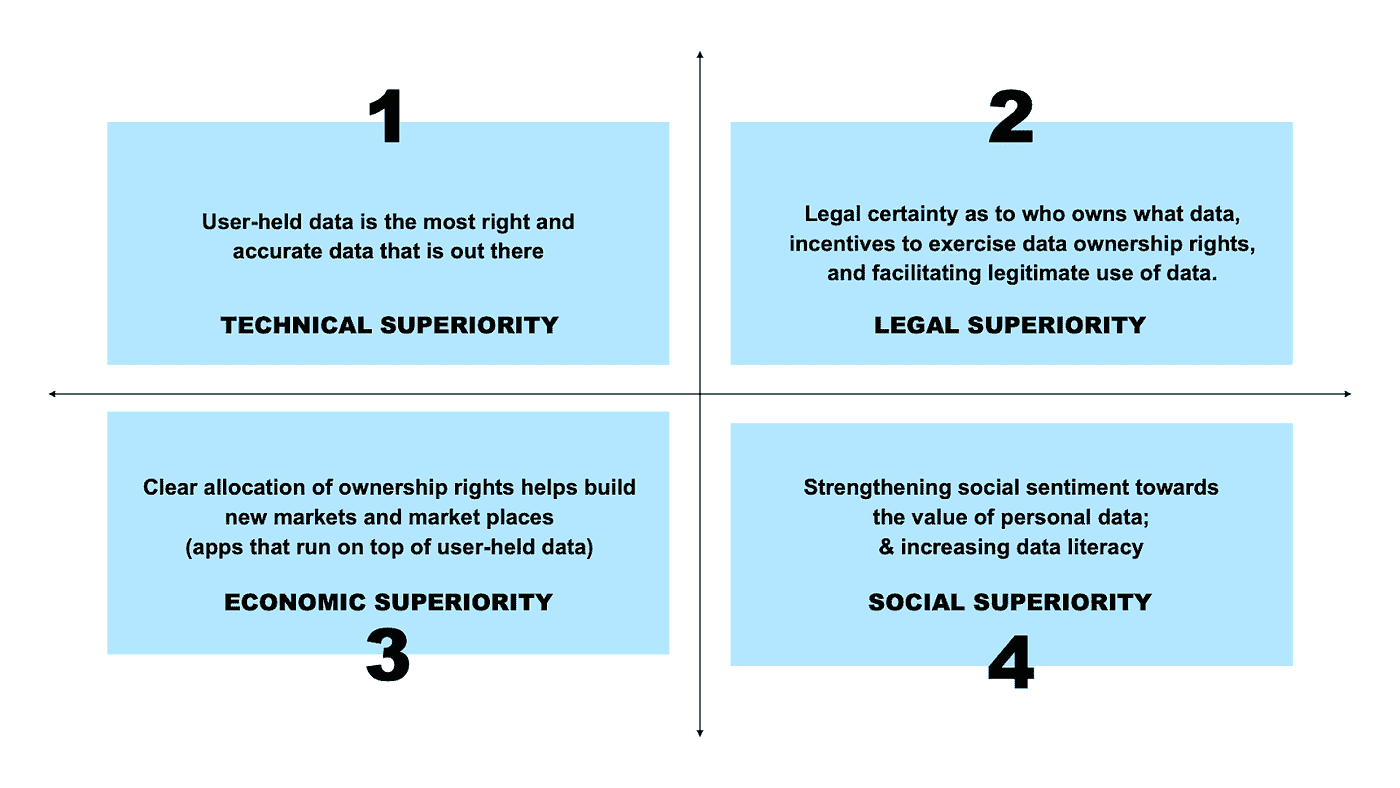 1
User-held data is the most right and
accurate data that is out there
TECHNICAL SUPERIORITY
2
Legal certainty as to who owns what data,
incentives to exercise data ownership rights,
and facilitating legitimate use of data.
LEGAL SUPERIORITY
Clear allocation of ownership rights helps build
new markets and market places
(apps that run on top of user-held data)
ECONOMIC SUPERIORITY
3
Strengthening social sentiment towards
the value of personal data;
& increasing data literacy
SOCIAL SUPERIORITY
4